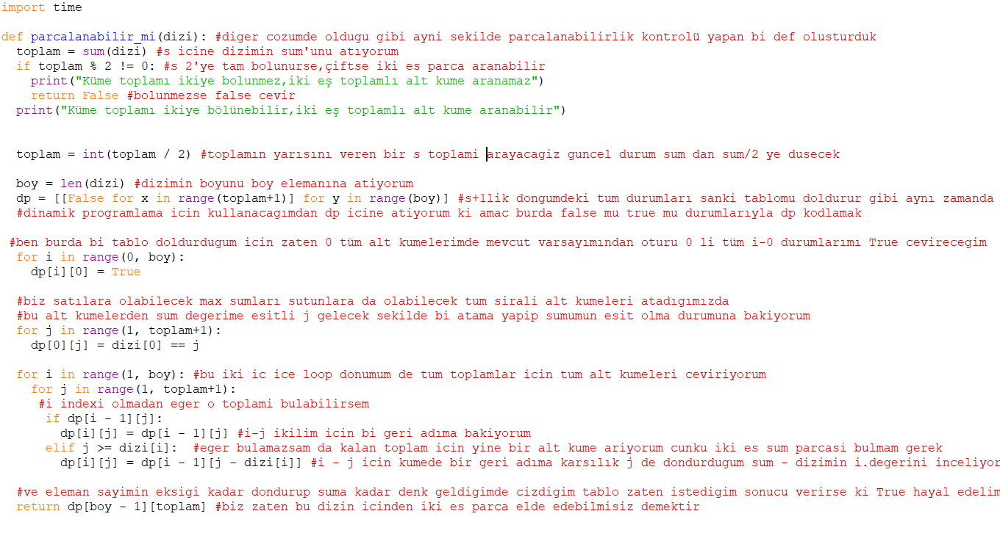 import time
def parcalanabilir_mi(dizi): #diger cozumde oldugu gibi ayni sekilde parcalanabilirlik kontrolü yapan bi def olusturduk
toplam = sum(dizi) #s icine dizimin sum'unu atıyorum
if toplam % 2 != 0: #s 2'ye tam bolunurse,çiftse iki es parca aranabilir
print("Küme toplamı ikiye bolunmez,iki eş toplamlı alt kume aranamaz")
return False #bolunmezse false cevir
print("Küme toplamı ikiye bölünebilir,iki eş toplamlı alt kume aranabilir")
toplam = int(toplam / 2) #toplamın yarısını veren bir s toplami arayacagiz guncel durum sum dan sum/2 ye dusecek
boy = len(dizi) #dizimin boyunu boy elemanına atiyorum
dp = [[False for x in range(toplam+1)] for y in range(boy)] #s+1lik dongumdeki tum durumları sanki tablomu doldurur gibi aynı zamanda
#dinamik programlama icin kullanacagımdan dp icine atiyorum ki amac burda false mu true mu durumlarıyla dp kodlamak
#ben burda bi tablo doldurdugum icin zaten 0 tüm alt kumelerimde mevcut varsayımından oturu 0 li tüm i-0 durumlarımı True cevirecegim
for i in range(0, boy):
dp[i][0] = True
#biz satılara olabilecek max sumları sutunlara da olabilecek tum sirali alt kumeleri atadıgımızda
#bu alt kumelerden sum degerime esitli j gelecek sekilde bi atama yapip sumumun esit olma durumuna bakiyorum
for j in range(1, toplam+1):
dp[0][j] = dizi[0] == j
for i in range(1, boy): #bu iki ic ice loop donumum de tum toplamlar icin tum alt kumeleri ceviriyorum
for j in range(1, toplam+1):
#i indexi olmadan eger o toplami bulabilirsem
if dp[i - 1][j]:
dp[i][j] = dp[i - 1][j] #i-j ikilim icin bi geri adıma bakiyorum
elif j >= dizi[i]: #eger bulamazsam da kalan toplam icin yine bir alt kume ariyorum cunku iki es sum parcasi bulmam gerek
dp[i][j] = dp[i - 1][j - dizi[i]] #i - j icin kumede bir geri adıma karsılık j de dondurdugum sum - dizimin i.degerini inceliyor
#ve eleman sayimin eksigi kadar dondurup suma kadar denk geldigimde cizdigim tablo zaten istedigim sonucu verirse ki True hayal edelim
return dp[boy - 1][toplam] #biz zaten bu dizin icinden iki es parca elde edebilmisiz demektir